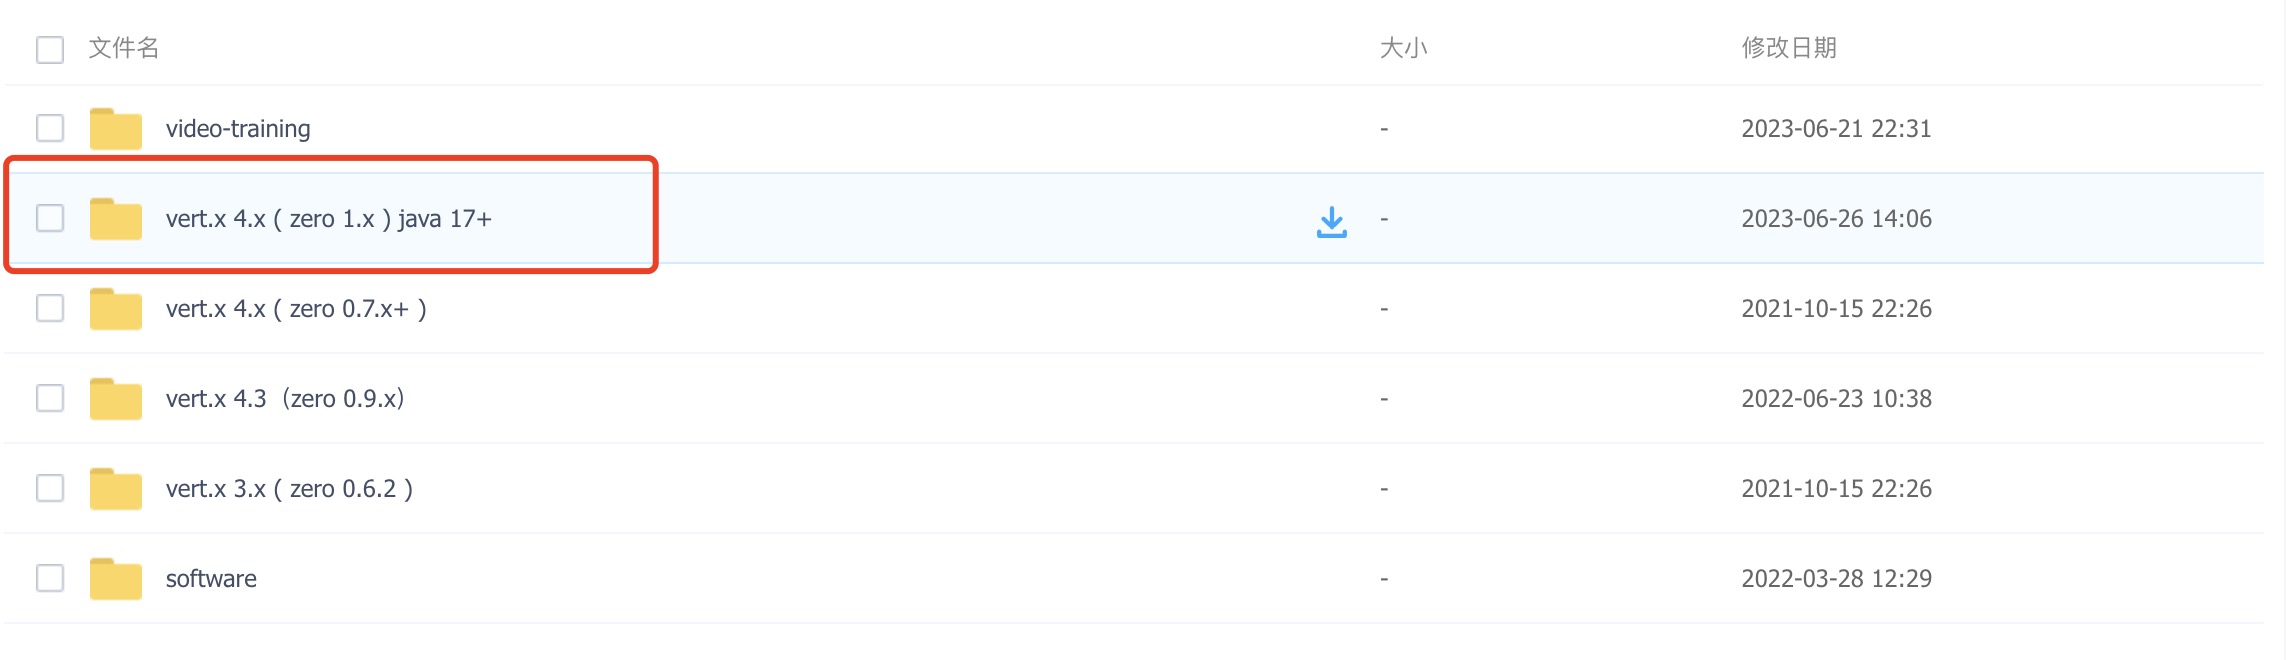 文件名 大小 修改日期
video-training - 2023-06-21 22:31
vert.x 4.x ( zero 1.x ) java 17+ - 2023-06-26 14:06
vert.x 4.x ( zero 0.7.x+ ) - 2021-10-15 22:26
vert.x 4.3（zero 0.9.x） - 2022-06-23 10:38
vert.x 3.x ( zero 0.6.2 ) - 2021-10-15 22:26
software - 2022-03-28 12:29